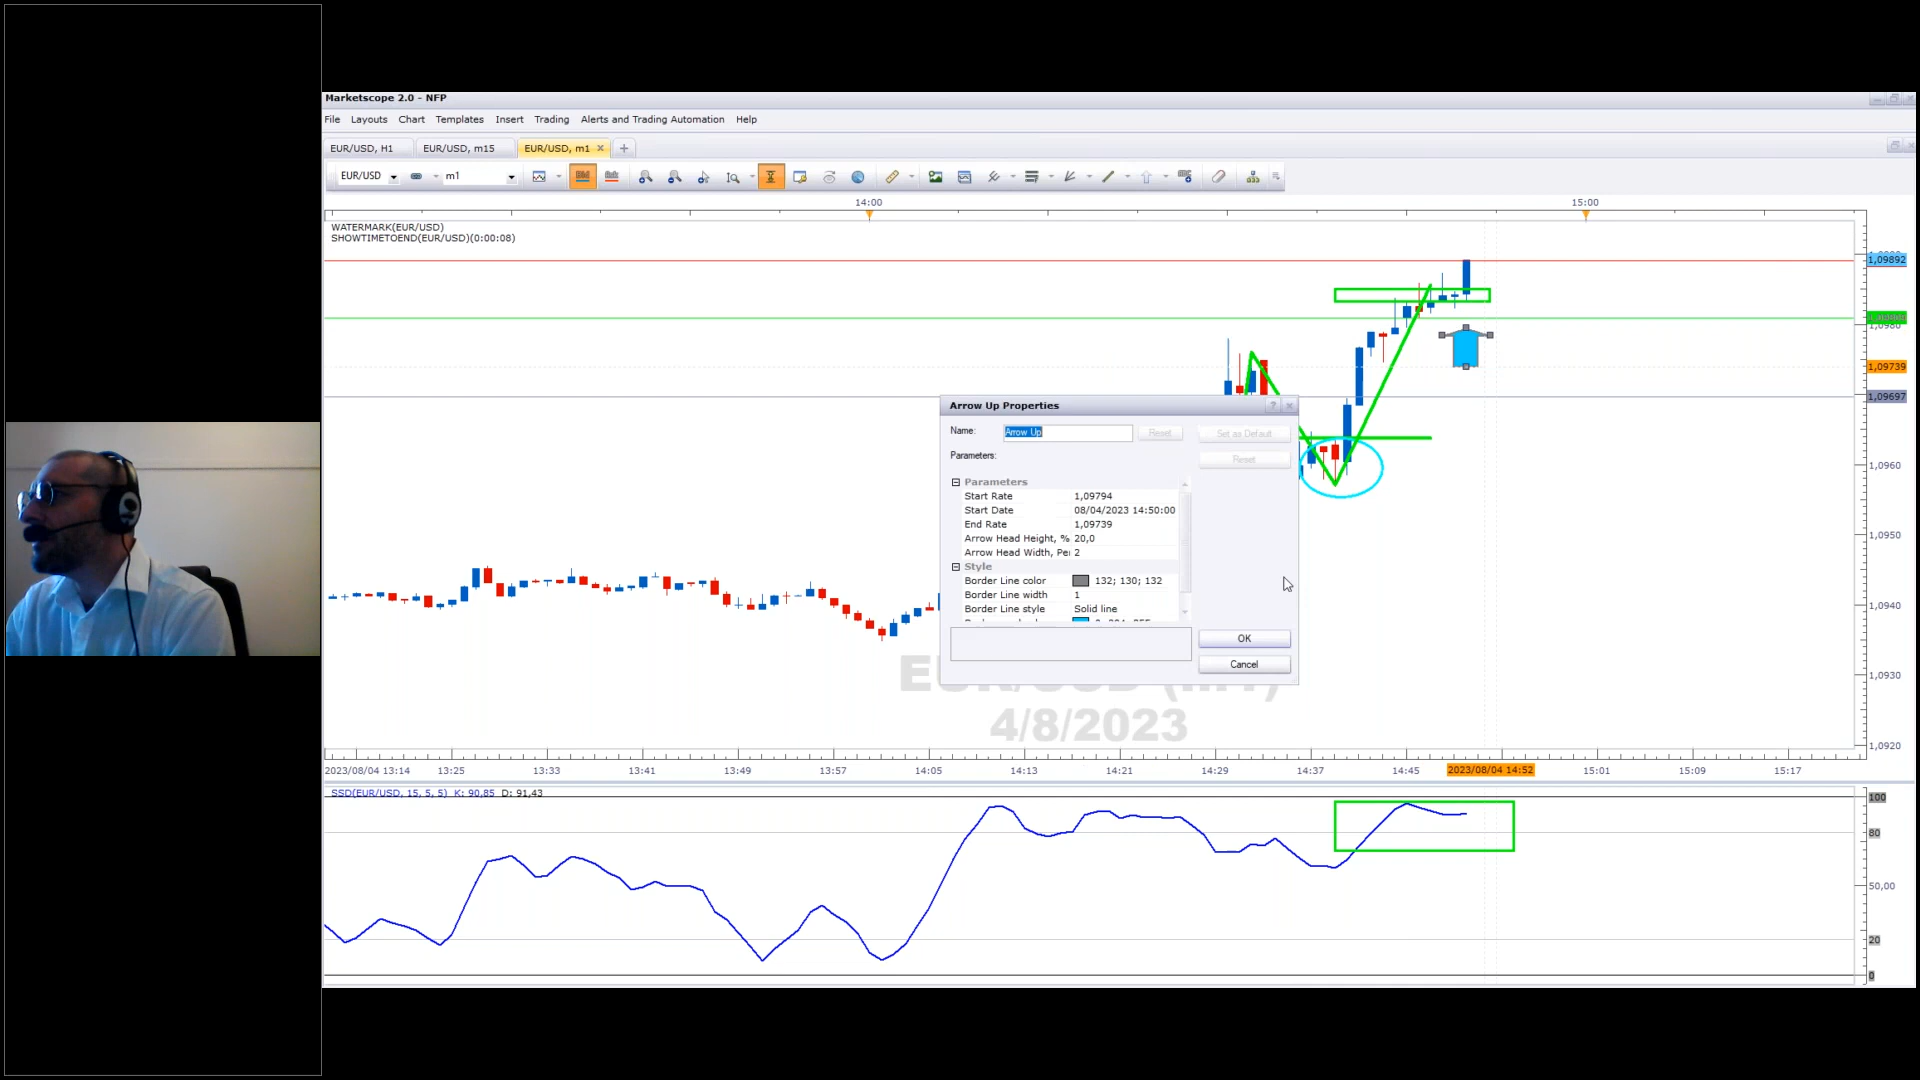 Marketscope 2.0 - NFP
File Layouts Chart Templates Insert Trading Alerts and Trading Automation Help
EUR/USD, H1 EUR/USD, m15 EUR/USD, m1
EUR/USD m1
14:00 15:00
WATERMARK(EUR/USD)
SHOWTIMETOEND(EUR/USD)(0:00:08)
1,09892
1,0980
1,09739
1,09697
1,0960
1,0950
1,0940
1,0930
1,0920
Arrow Up Properties
Name: Arrow Up Reset Set as Default
Parameters: Reset
Parameters
Start Rate 1,09794
Start Date 08/04/2023 14:50:00
End Rate 1,09739
Arrow Head Height, % 20,0
Arrow Head Width, Pe 2
Style
Border Line color 132; 130; 132
Border Line width 1
Border Line style Solid line
OK
Cancel
4/8/2023
2023/08/04 13:14 13:25 13:33 13:41 13:49 13:57 14:05 14:13 14:21 14:29 14:37 14:45 2023/08/04 14:52 15:01 15:09 15:17
SSD(EUR/USD, 15, 5, 5) K: 90,85 D: 91,43
100
80
50,00
20
0